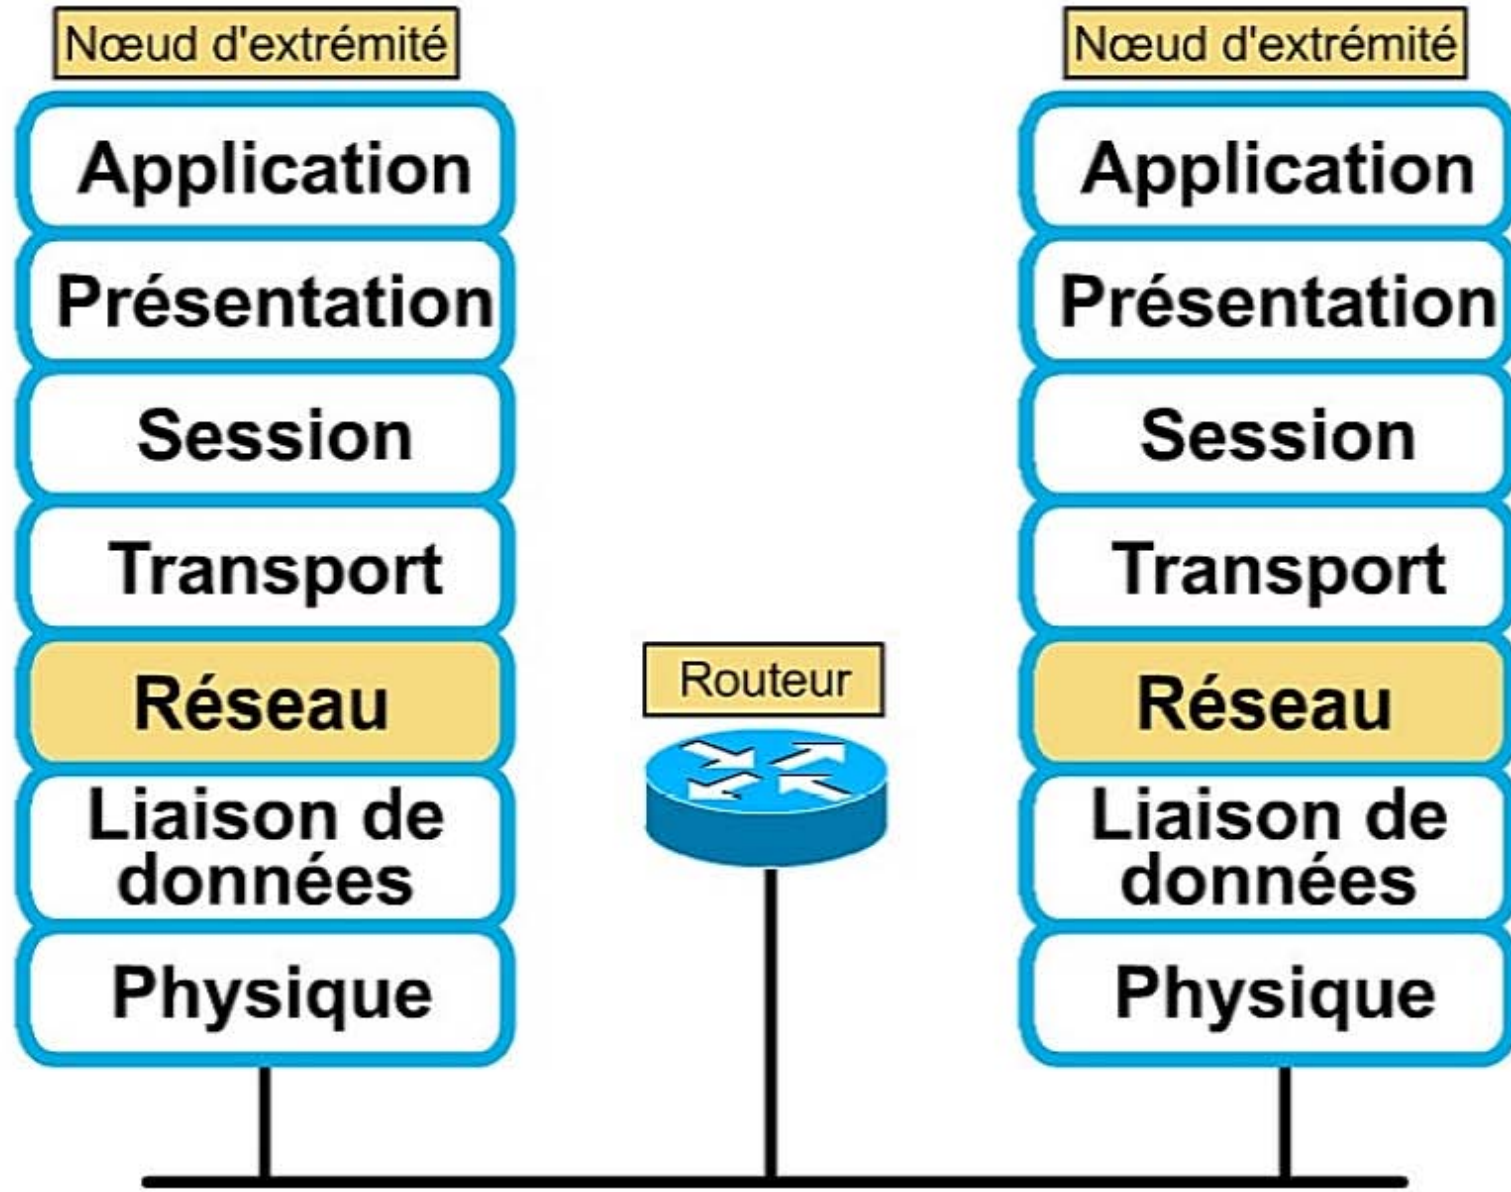 Nœud d'extrémité
Application
Présentation
Session
Transport
Réseau
Liaison de
données
Physique
Routeur
Nœud d'extrémité
Application
Présentation
Session
Transport
Réseau
Liaison de
données
Physique